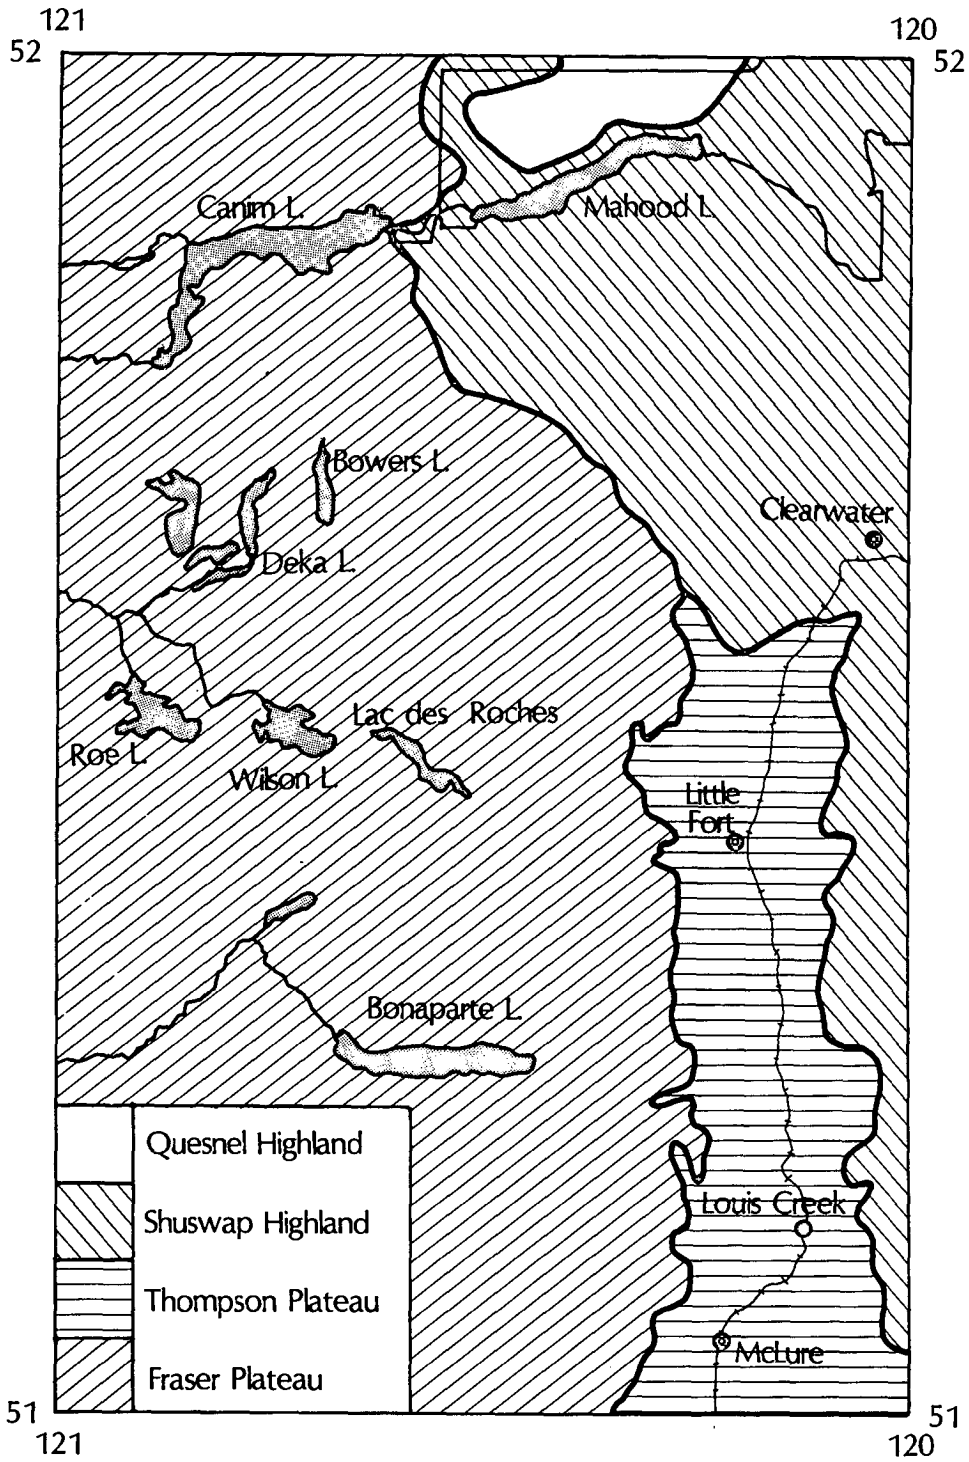 121
120
52
52
Canim L.
Mahood L.
Bowers L.
Clearwater
Deka L.
Lac des Roches
Roe L.
Wilson L.
Little
Fort
Bonaparte L.
Quesnel Highland
Louis Creek
Shuswap Highland
Thompson Plateau
McLure
Fraser Plateau
51
51
121
120